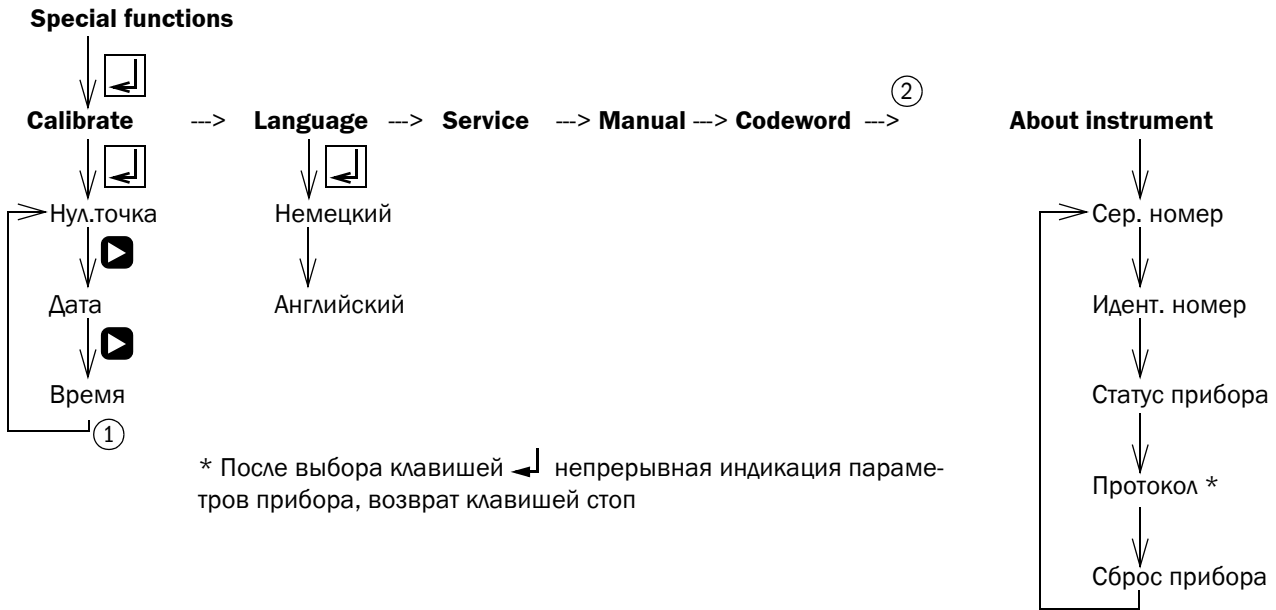 Special functions
②
Calibrate ---> Language ---> Service ---> Manual ---> Codeword ---> About instrument
Нул.точка Немецкий Сер. номер
Дата Английский Идент. номер
Время Статус прибора
①
* После выбора клавишей непрерывная индикация параме-
тров прибора, возврат клавишей стоп
Протокол *
Сброс прибора